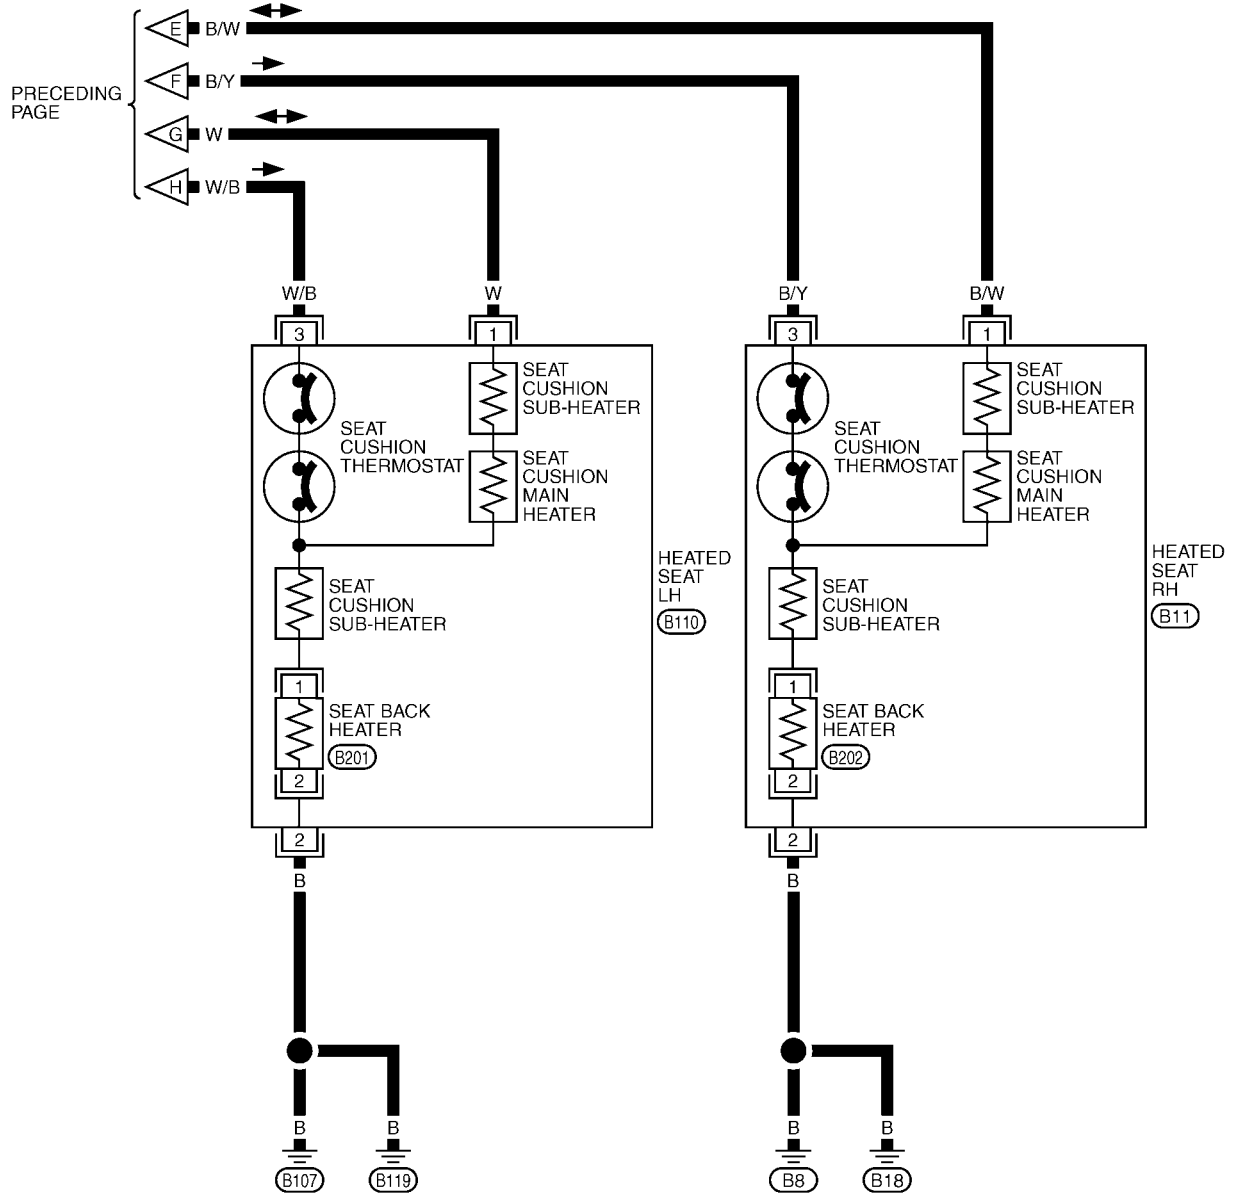 PRECEDING
PAGE
E B/W
F B/Y
G W
H W/B
W/B
W
B/Y
B/W
3
1
3
1
SEAT
CUSHION
SUB-HEATER
SEAT
CUSHION
THERMOSTAT
SEAT
CUSHION
MAIN
HEATER
SEAT
CUSHION
SUB-HEATER
1
SEAT BACK
HEATER
B201
2
2
HEATED
SEAT
LH
B110
SEAT
CUSHION
SUB-HEATER
SEAT
CUSHION
THERMOSTAT
SEAT
CUSHION
MAIN
HEATER
SEAT
CUSHION
SUB-HEATER
1
SEAT BACK
HEATER
B202
2
2
HEATED
SEAT
RH
B11
B
B
B
B
B107
B119
B
B
B8
B18